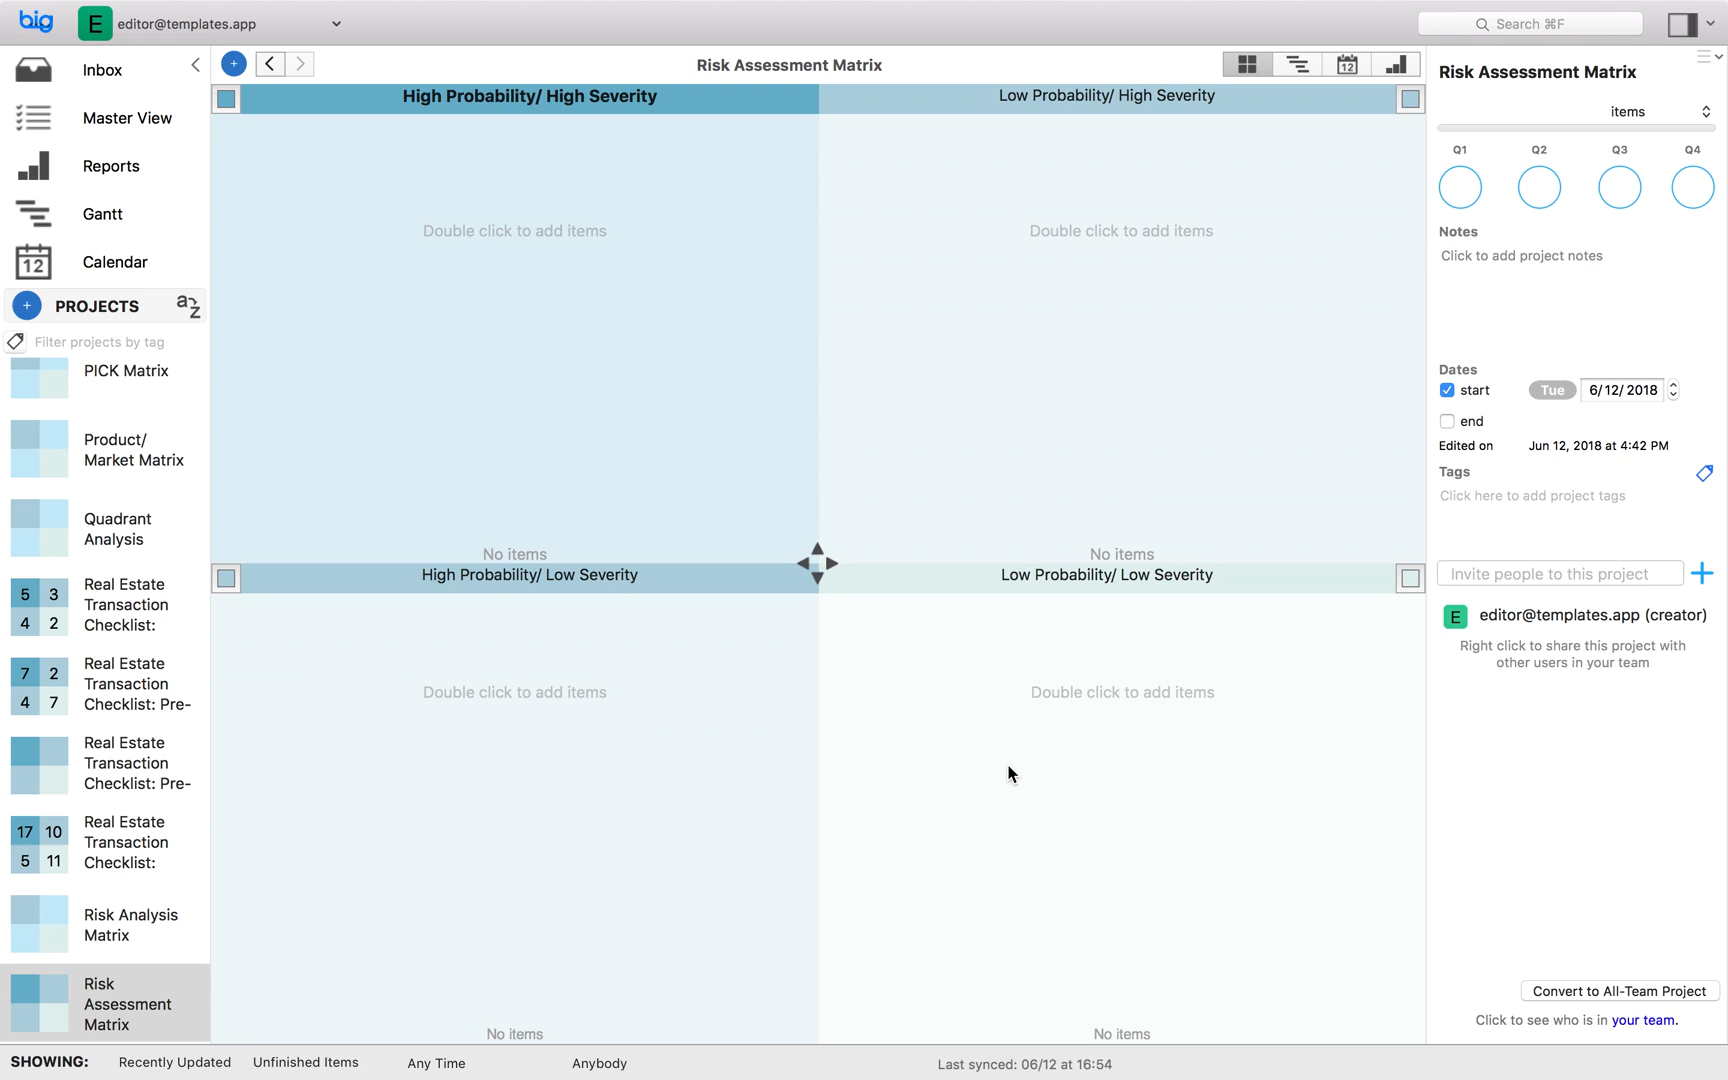 big
E editor@templates.app
Search ⌘F
Inbox
Master View
Reports
Gantt
12 Calendar
+ PROJECTS a z
Filter projects by tag
PICK Matrix
Product/
Market Matrix
Quadrant
Analysis
5 3
4 2
Real Estate
Transaction
Checklist:
7 2
4 7
Real Estate
Transaction
Checklist: Pre-
Real Estate
Transaction
Checklist: Pre-
17 10
5 11
Real Estate
Transaction
Checklist:
Risk Analysis
Matrix
Risk
Assessment
Matrix
+
Risk Assessment Matrix
12
High Probability/ High Severity
Low Probability/ High Severity
Double click to add items
Double click to add items
No items
No items
High Probability/ Low Severity
Low Probability/ Low Severity
Double click to add items
Double click to add items
No items
No items
Risk Assessment Matrix
items
Q1 Q2 Q3 Q4
Notes
Click to add project notes
Dates
start Tue 6/12/2018
end
Edited on Jun 12, 2018 at 4:42 PM
Tags
Click here to add project tags
Invite people to this project
E editor@templates.app (creator)
Right click to share this project with
other users in your team
Convert to All-Team Project
Click to see who is in your team.
SHOWING: Recently Updated Unfinished Items Any Time Anybody Last synced: 06/12 at 16:54